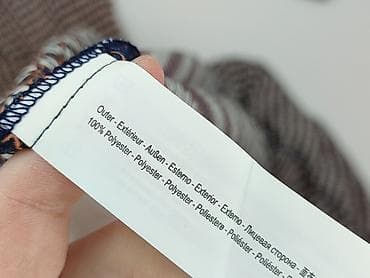 Outer - Extérieur - Außen - Esterno - Exterior - Externo - Лицевая сторона -
100% Polyester - Polyester - Polyester - Poliestere - Poliéster - Poliéster -